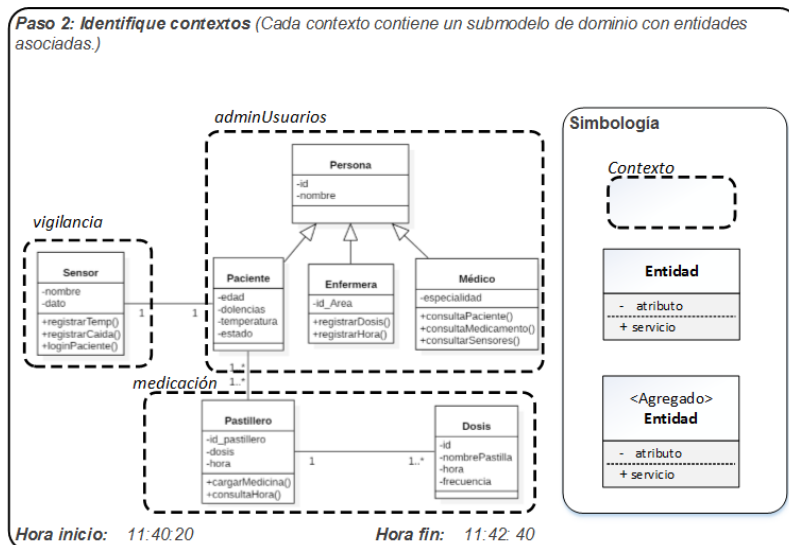 Paso 2: Identifique contextos (Cada contexto contiene un submodelo de dominio con entidades
asociadas.)
adminUsuarios
Persona
-id
-nombre
vigilancia
Sensor
-nombre
-dato
+registrarTemp()
+registrarCaida()
+loginPaciente()
1
1
Paciente
-edad
-dolencias
-temperatura
-estado
Enfermera
-id_Area
+registrarDosis()
+registrarHora()
Médico
-especialidad
+consultaPaciente()
+consultaMedicamento()
+consultarSensores()
1..*
1..*
medicación
Pastillero
-id_pastillero
-dosis
-hora
+cargarMedicina()
+consultaHora()
1
1..*
Dosis
-id
-nombrePastilla
-hora
-frecuencia
Simbología
Contexto
Entidad
- atributo
+ servicio
<Agregado>
Entidad
- atributo
+ servicio
Hora inicio: 11:40:20
Hora fin: 11:42: 40